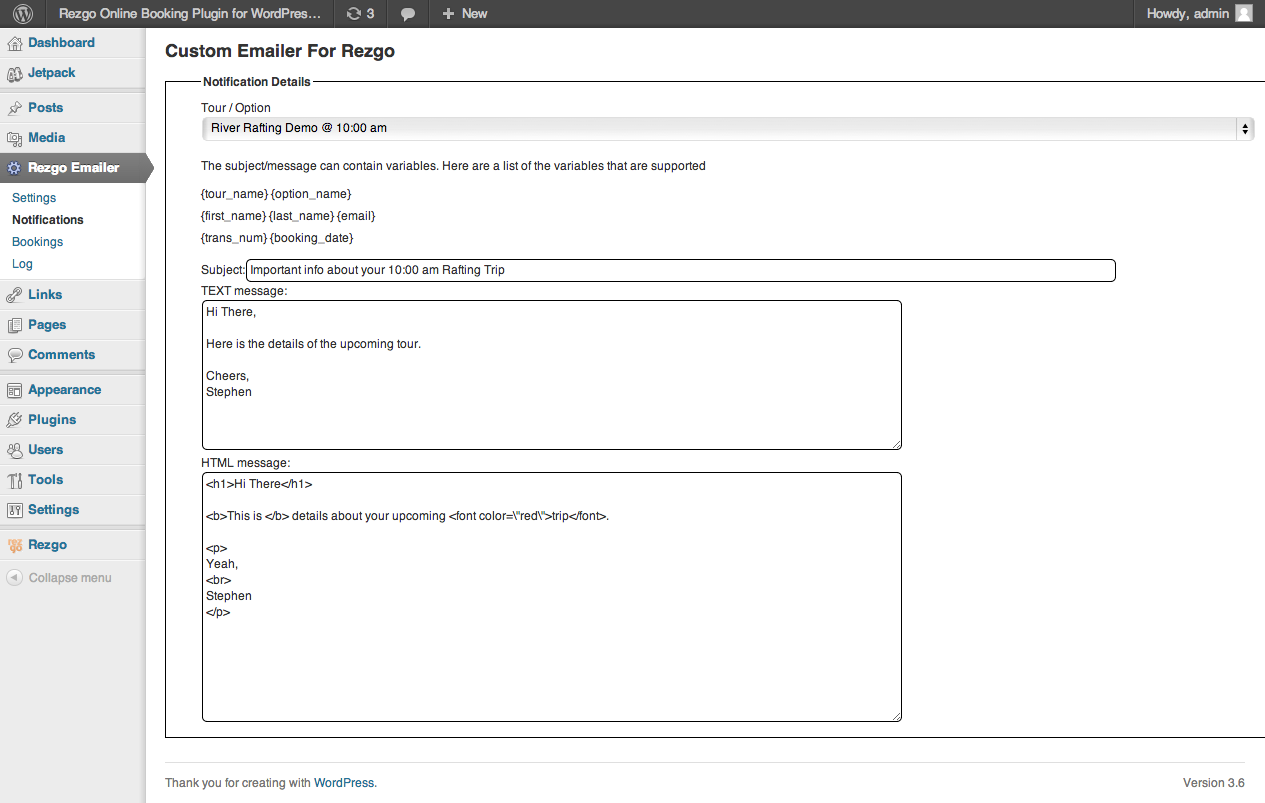 Rezgo Online Booking Plugin for WordPres… 3 New Howdy, admin
Dashboard
Jetpack
Posts
Media
Rezgo Emailer
Settings
Notifications
Bookings
Log
Links
Pages
Comments
Appearance
Plugins
Users
Tools
Settings
Rezgo
Collapse menu
Custom Emailer For Rezgo
Notification Details
Tour / Option
River Rafting Demo @ 10:00 am
The subject/message can contain variables. Here are a list of the variables that are supported
{tour_name} {option_name}
{first_name} {last_name} {email}
{trans_num} {booking_date}
Subject: Important info about your 10:00 am Rafting Trip
TEXT message:
Hi There,
Here is the details of the upcoming tour.
Cheers,
Stephen
HTML message:
<h1>Hi There</h1>
<b>This is </b> details about your upcoming <font color=\"red\">trip</font>.
<p>
Yeah,
<br>
Stephen
</p>
Thank you for creating with WordPress. Version 3.6